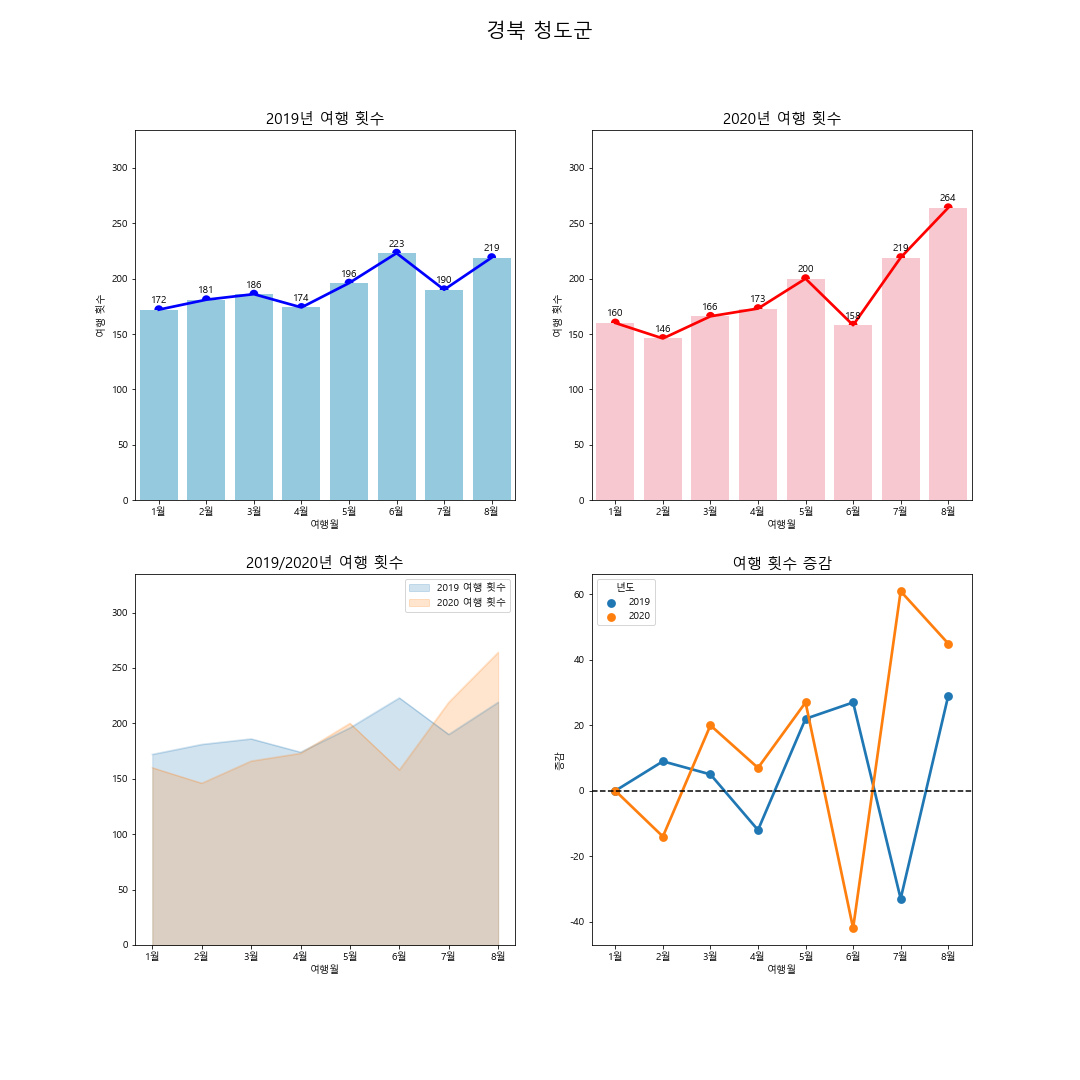 경북 청도군
2019년 여행 횟수
여행 횟수
300
250
200
150
100
50
0
172
181
186
174
196
223
190
219
1월 2월 3월 4월 5월 6월 7월 8월
여행월
2020년 여행 횟수
여행 횟수
300
250
200
150
100
50
0
160
146
166
173
200
158
219
264
1월 2월 3월 4월 5월 6월 7월 8월
여행월
2019/2020년 여행 횟수
2019 여행 횟수
2020 여행 횟수
300
250
200
150
100
50
0
1월 2월 3월 4월 5월 6월 7월 8월
여행월
여행 횟수 증감
년도
2019
2020
증감
60
40
20
0
-20
-40
1월 2월 3월 4월 5월 6월 7월 8월
여행월